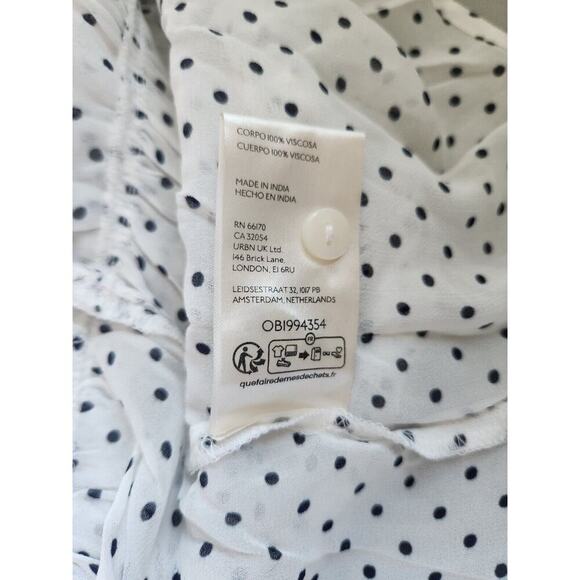 CORPO 100% VISCOSA
CUERPO 100% VISCOSA
MADE IN INDIA
HECHO EN INDIA
RN 66170
CA 32054
URBN UK Ltd.
146 Brick Lane,
LONDON, E1 6RU
LEIDSESTRAAT 32, 1017 PB
AMSTERDAM, NETHERLANDS
OB1994354
FR
quefairedemesdechets.fr